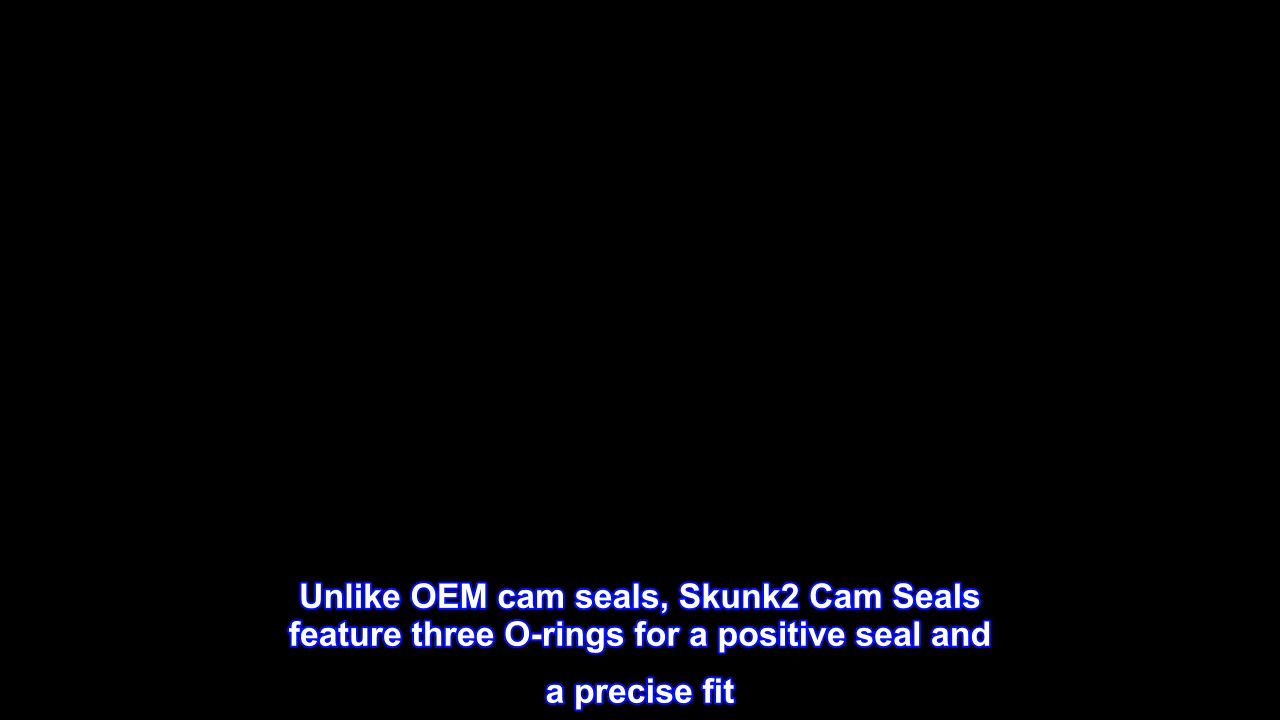 Unlike OEM cam seals, Skunk2 Cam Seals
feature three O-rings for a positive seal and
a precise fit